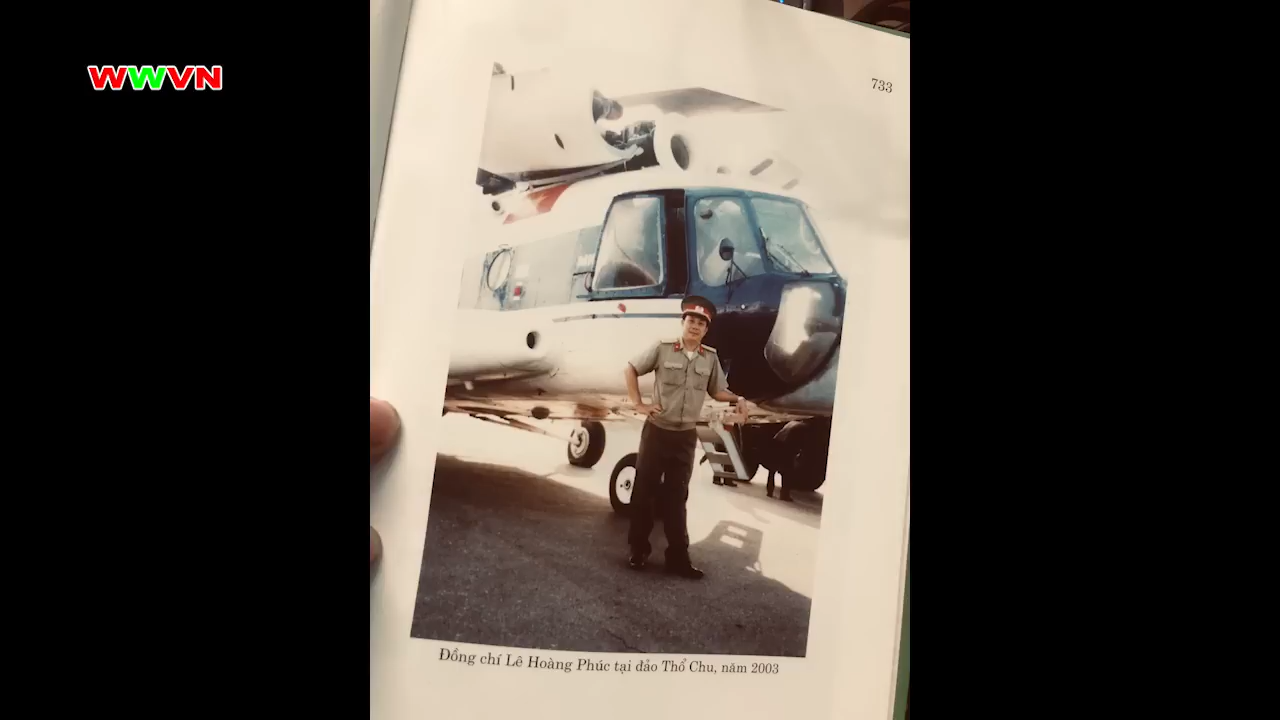 WWVN
733
Đồng chí Lê Hoàng Phúc tại đảo Thổ Chu, năm 2003